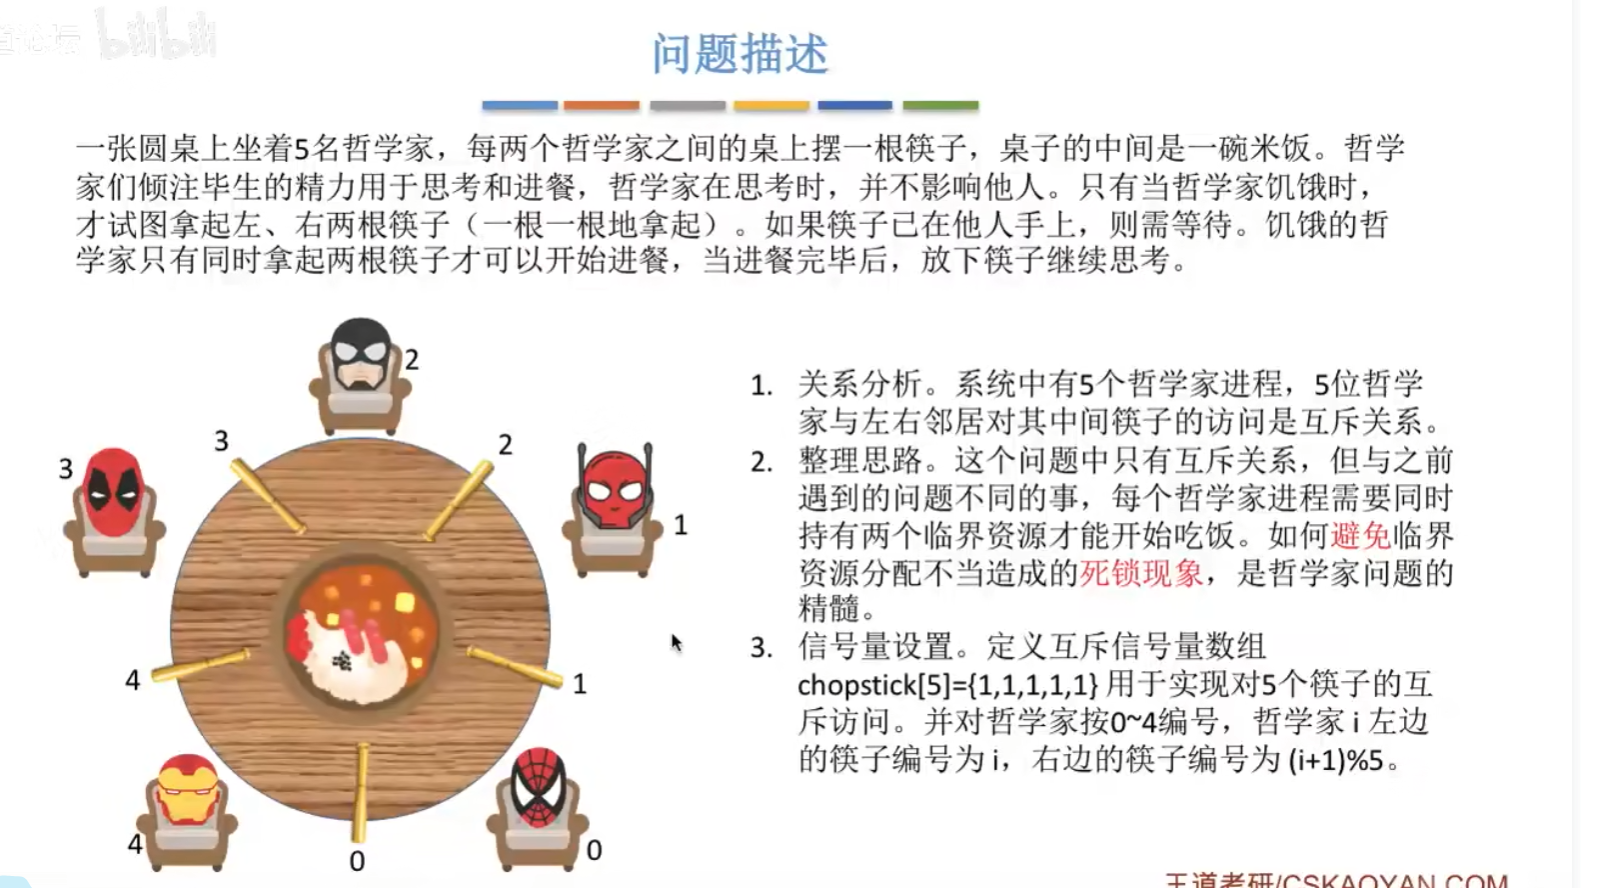 bilibili
问题描述
一张圆桌上坐着5名哲学家，每两个哲学家之间的桌上摆一根筷子，桌子的中间是一碗米饭。哲学
家们倾注毕生的精力用于思考和进餐，哲学家在思考时，并不影响他人。只有当哲学家饥饿时，
才试图拿起左、右两根筷子（一根一根地拿起）。如果筷子已在他人手上，则需等待。饥饿的哲
学家只有同时拿起两根筷子才可以开始进餐，当进餐完毕后，放下筷子继续思考。
2
3
2
3
1
4
1
4
0
0
1. 关系分析。系统中有5个哲学家进程，5位哲学
家与左右邻居对其中间筷子的访问是互斥关系。
2. 整理思路。这个问题中只有互斥关系，但与之前
遇到的问题不同的事，每个哲学家进程需要同时
持有两个临界资源才能开始吃饭。如何避免临界
资源分配不当造成的死锁现象，是哲学家问题的
精髓。
3. 信号量设置。定义互斥信号量数组
chopstick[5]={1,1,1,1,1} 用于实现对5个筷子的互
斥访问。并对哲学家按0~4编号，哲学家 i 左边
的筷子编号为 i，右边的筷子编号为 (i+1)%5。
王道考研/CSKAOYAN.COM